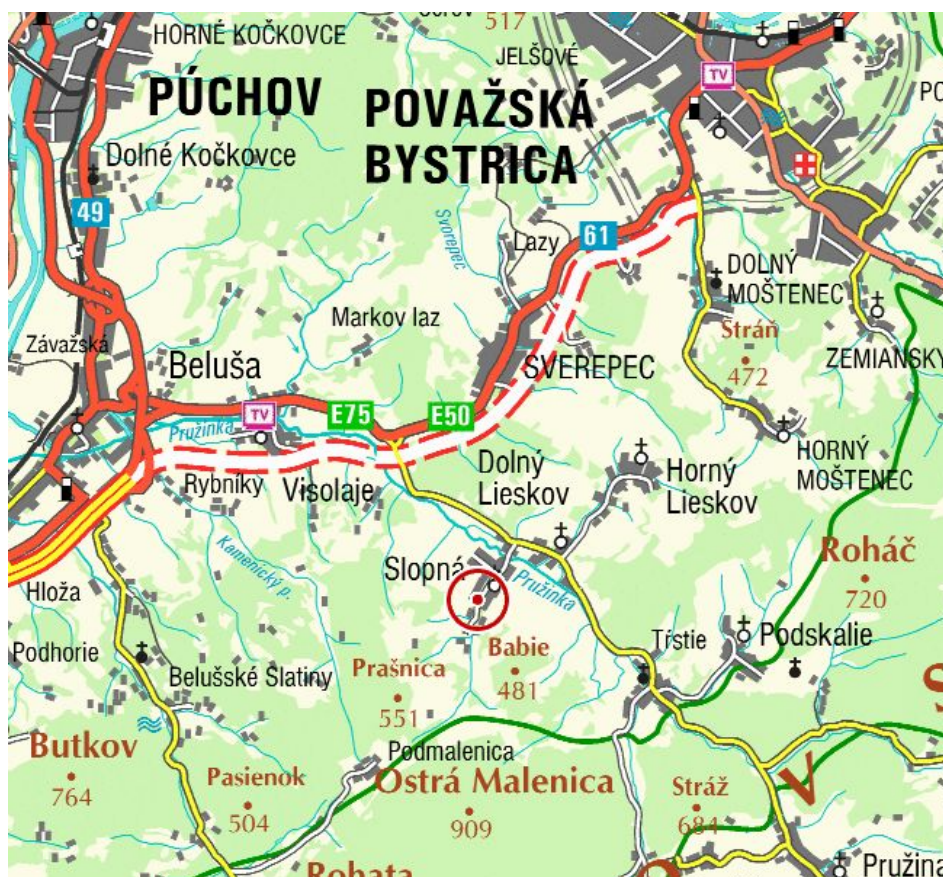 517
HORNÉ KOČKOVCE
JELŠOVÉ
TV
PÚCHOV
POVAŽSKÁ
BYSTRICA
Dolné Kočkovce
49
Svorepec
Lazy
61
DOLNÝ
MOŠTENEC
Závažská
Markov laz
Stráň
472
ZEMIANSKY
Beluša
SVEREPEC
TV
E75
E50
Pružinka
Rybníky
Visolaje
Dolný
Lieskov
Horný
Lieskov
HORNÝ
MOŠTENEC
Kamenický p.
Slopná
Pružinka
Roháč
720
Hloža
Podhorie
Belušské Slatiny
Prašnica
551
Babie
481
Tŕstie
Podskalie
Butkov
764
Pasienok
504
Podmalenica
Ostrá Malenica
909
Stráž
684
S
V
O
Rohata
Pružina